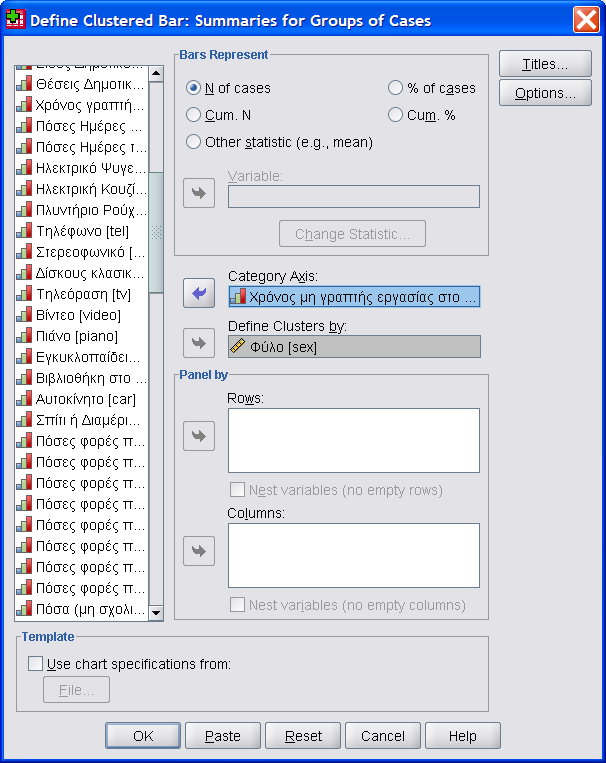 Define Clustered Bar: Summaries for Groups of Cases
Είδος Δημοτικο...
Θέσεις Δημοτικ...
Χρόνος γραπτή...
Πόσες Ημέρες ...
Πόσες Ημέρες τ...
Ηλεκτρικό Ψυγε...
Ηλεκτρική Κουζί...
Πλυντήριο Ρούχ...
Τηλέφωνο [tel]
Στερεοφωνικό [...
Δίσκους κλασικ...
Τηλεόραση [tv]
Βίντεο [video]
Πιάνο [piano]
Εγκυκλοπαίδει...
Βιβλιοθήκη στο ...
Αυτοκίνητο [car]
Σπίτι ή Διαμέρι...
Πόσες φορές π...
Πόσες φορές π...
Πόσες φορές π...
Πόσες φορές π...
Πόσες φορές π...
Πόσες φορές π...
Πόσες φορές π...
Πόσες φορές π...
Πόσα (μη σχολι...
Bars Represent
N of cases
% of cases
Cum. N
Cum. %
Other statistic (e.g., mean)
Variable:
Change Statistic...
Category Axis:
Χρόνος μη γραπτής εργασίας στο ...
Define Clusters by:
Φύλο [sex]
Panel by
Rows:
Nest variables (no empty rows)
Columns:
Nest variables (no empty columns)
Titles...
Options...
Template
Use chart specifications from:
File...
OK
Paste
Reset
Cancel
Help